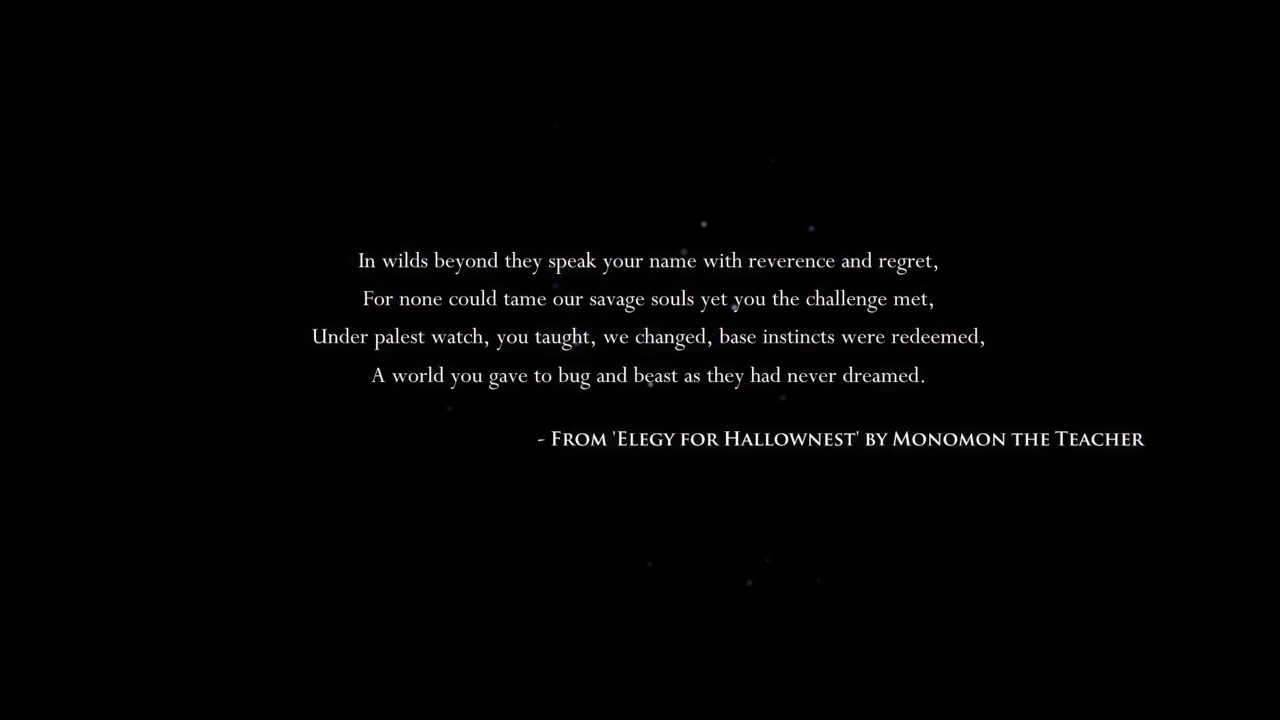 In wilds beyond they speak your name with reverence and regret,
For none could tame our savage souls yet you the challenge met,
Under palest watch, you taught, we changed, base instincts were redeemed,
A world you gave to bug and beast as they had never dreamed.
- From 'Elegy for Hallownest' by Monomon the Teacher